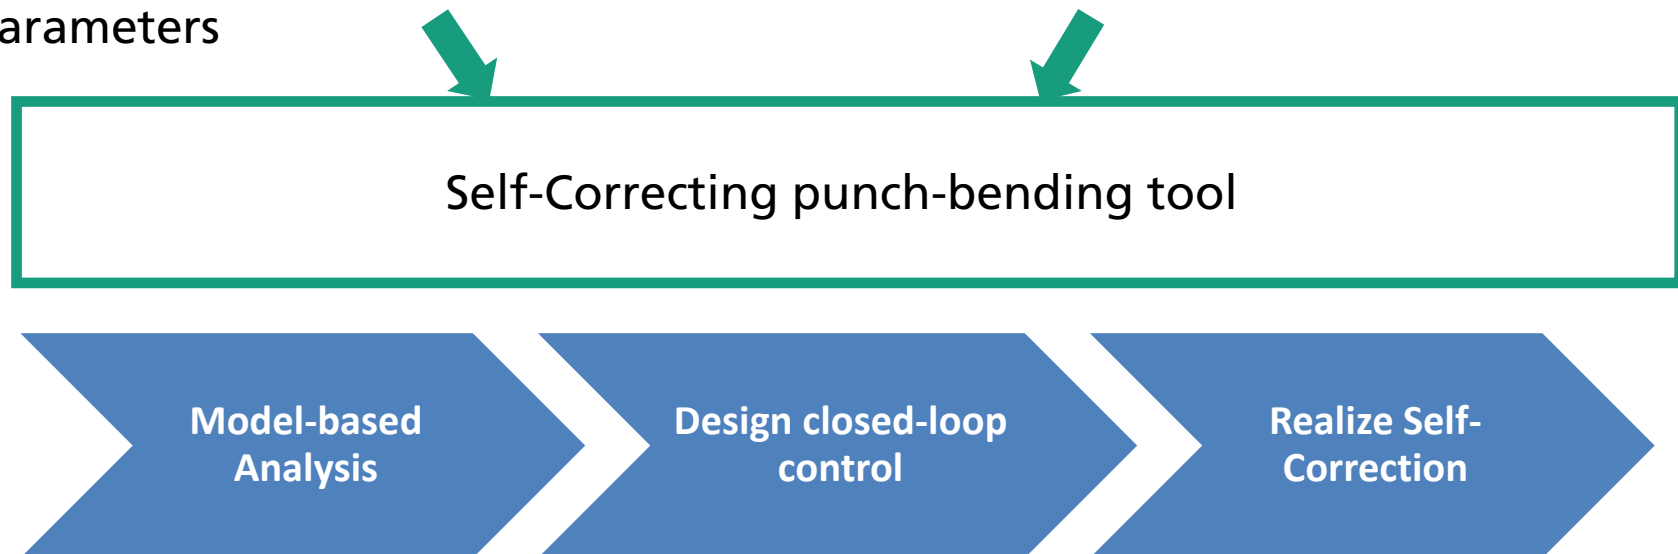 arameters
Self-Correcting punch-bending tool
Model-based
Analysis
Design closed-loop
control
Realize Self-
Correction